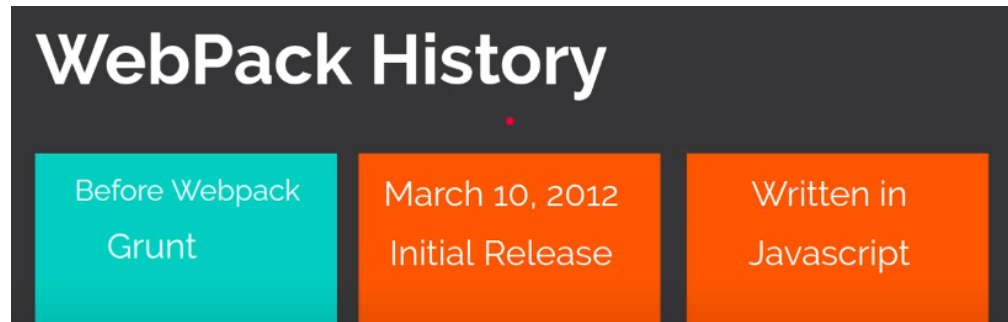 WebPack History
Before Webpack
Grunt
March 10, 2012
Initial Release
Written in
Javascript